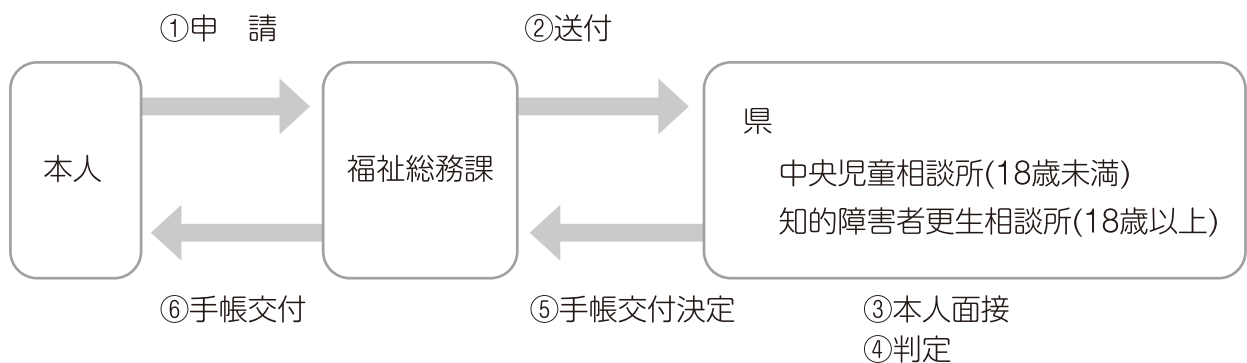 ①申　請
②送付
本人
福祉総務課
県
中央児童相談所(18歳未満)
知的障害者更生相談所(18歳以上)
⑥手帳交付
⑤手帳交付決定
③本人面接
④判定